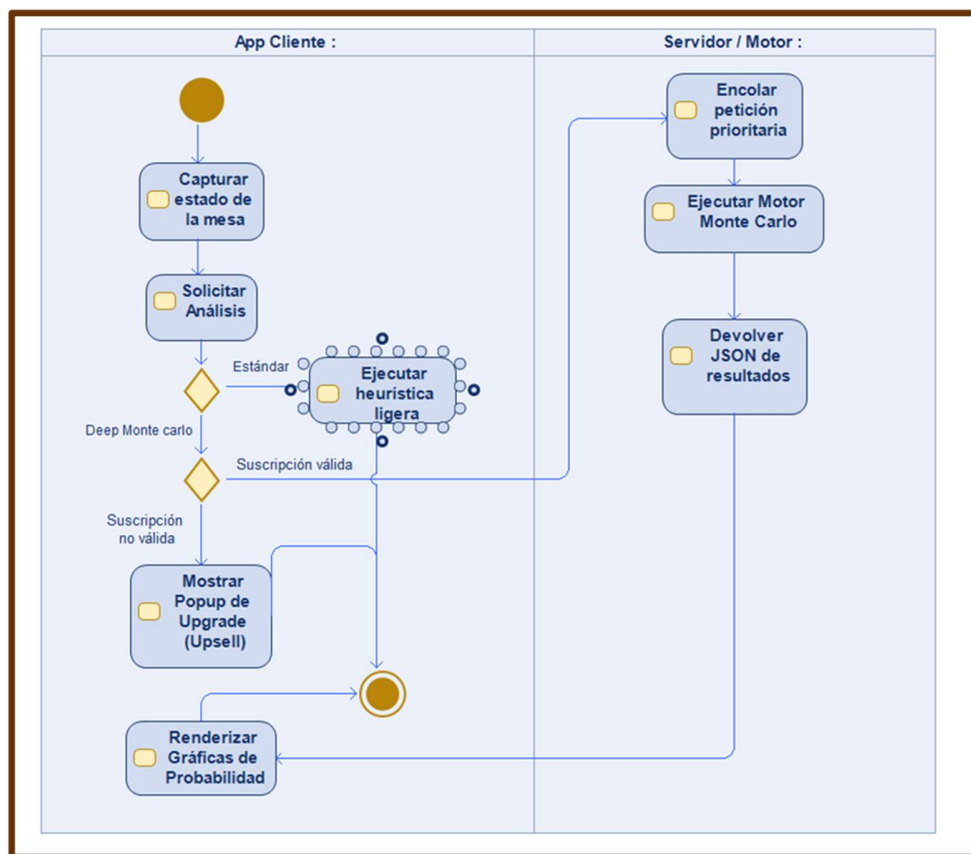 App Cliente :
Servidor / Motor :
Capturar
estado de
la mesa
Solicitar
Análisis
Estándar
Ejecutar
heurística
ligera
Deep Monte carlo
Suscripción válida
Suscripción
no válida
Mostrar
Popup de
Upgrade
(Upsell)
Renderizar
Gráficas de
Probabilidad
Encolar
petición
prioritaria
Ejecutar Motor
Monte Carlo
Devolver
JSON de
resultados